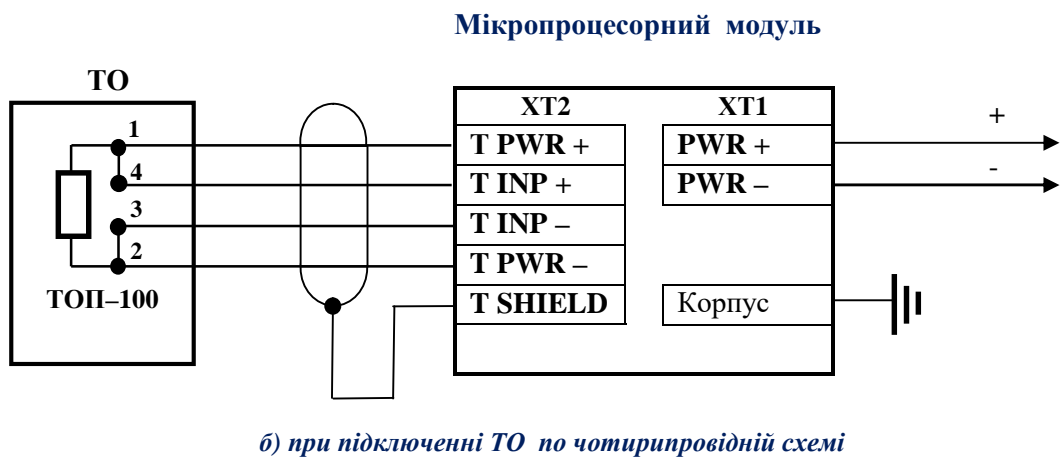 Мікропроцесорний модуль
ТО
1
4
3
2
ТОП–100
XT2
T PWR +
T INP +
T INP –
T PWR –
T SHIELD
XT1
PWR +
PWR –
Корпус
+
-
б) при підключенні ТО по чотирипровідній схемі